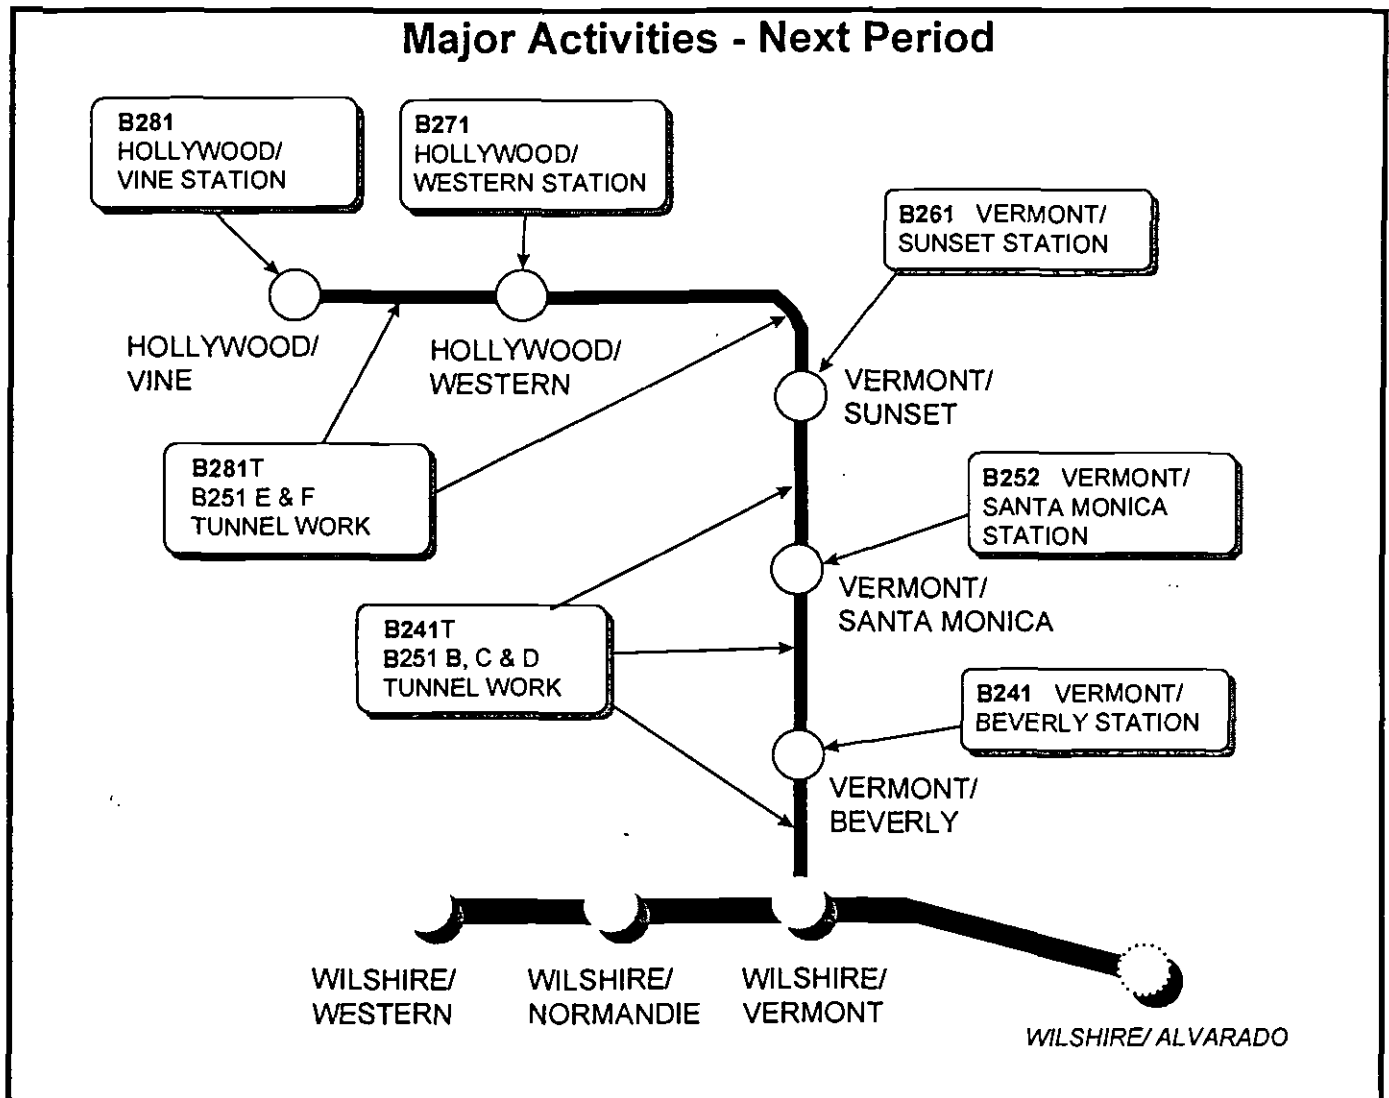 Major Activities - Next Period
B281
HOLLYWOOD/
VINE STATION
B271
HOLLYWOOD/
WESTERN STATION
B261 VERMONT/
SUNSET STATION
HOLLYWOOD/
VINE
HOLLYWOOD/
WESTERN
VERMONT/
SUNSET
B281T
B251 E & F
TUNNEL WORK
B252 VERMONT/
SANTA MONICA
STATION
VERMONT/
SANTA MONICA
B241T
B251 B, C & D
TUNNEL WORK
B241 VERMONT/
BEVERLY STATION
VERMONT/
BEVERLY
WILSHIRE/
WESTERN
WILSHIRE/
NORMANDIE
WILSHIRE/
VERMONT
WILSHIRE/ ALVARADO